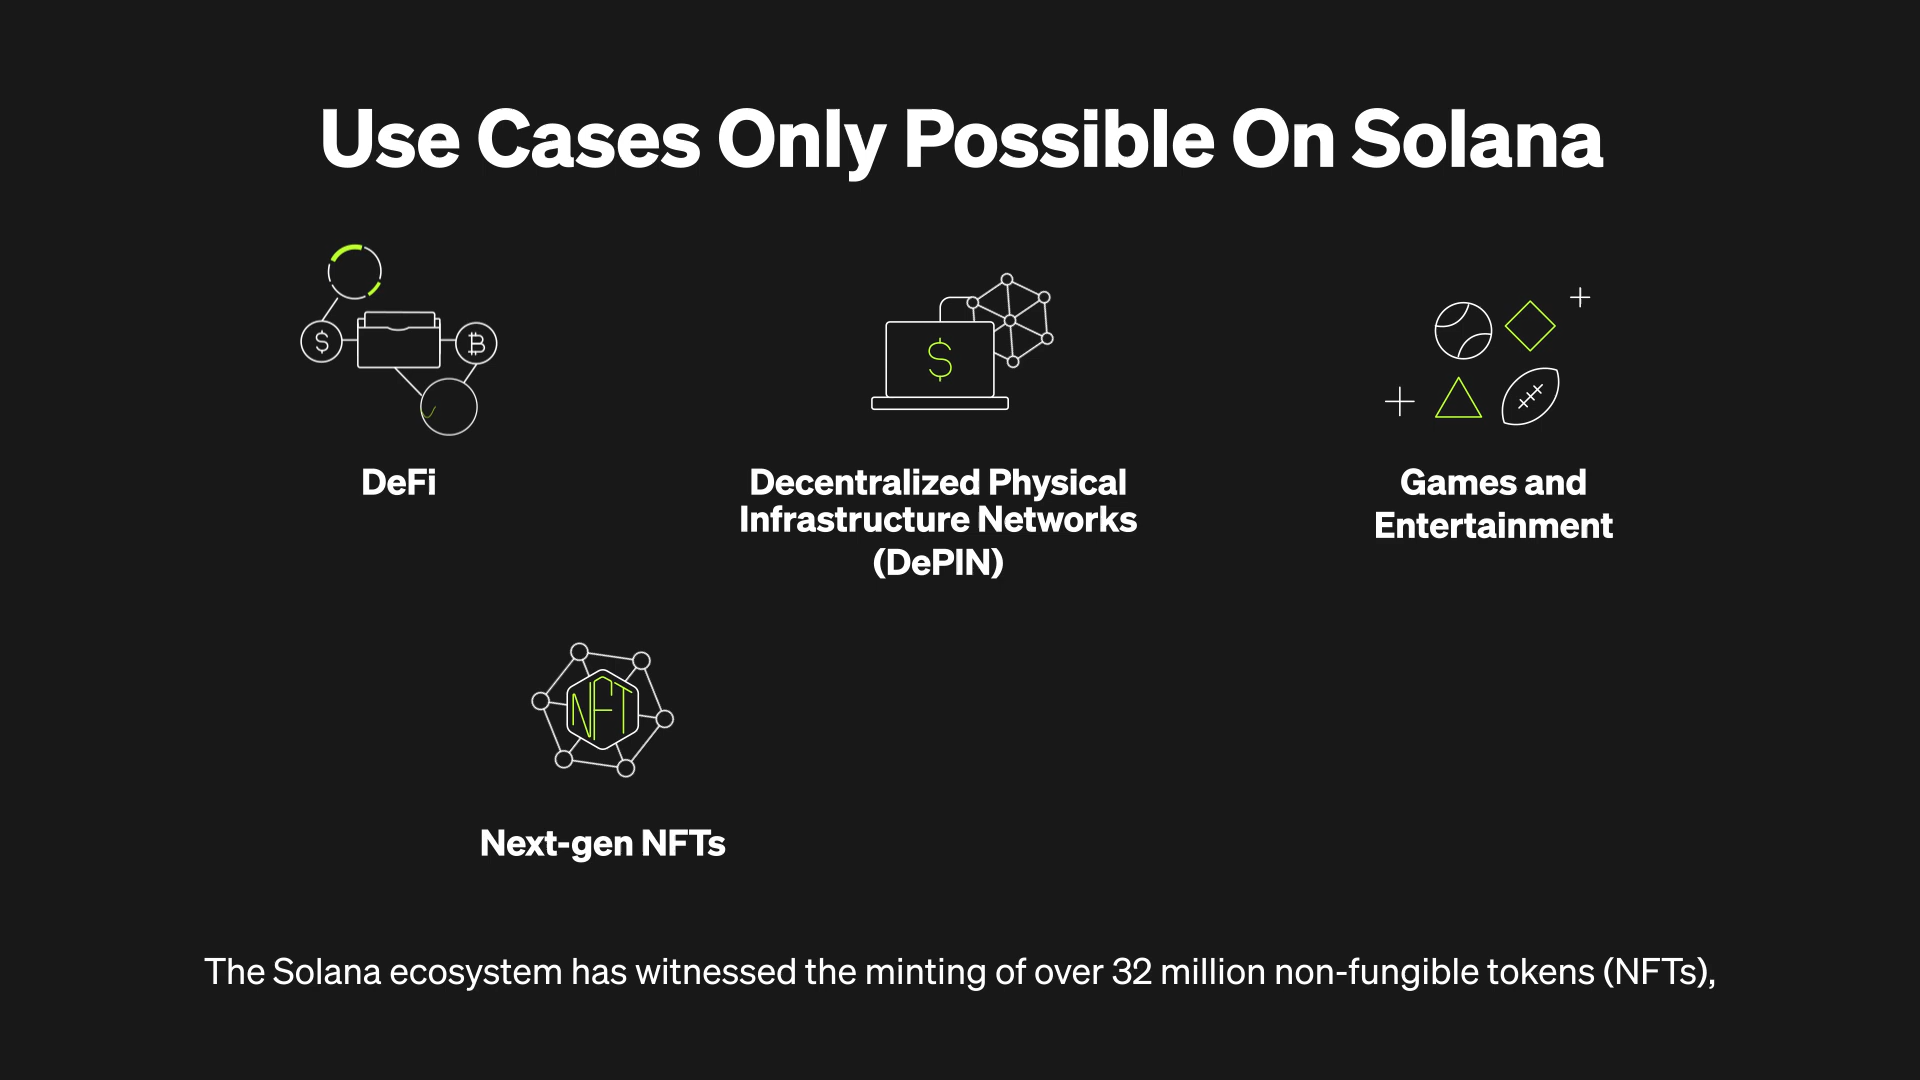 Use Cases Only Possible On Solana
$
₿
$
DeFi
Decentralized Physical
Infrastructure Networks
(DePIN)
Games and
Entertainment
NFT
Next-gen NFTs
The Solana ecosystem has witnessed the minting of over 32 million non-fungible tokens (NFTs),